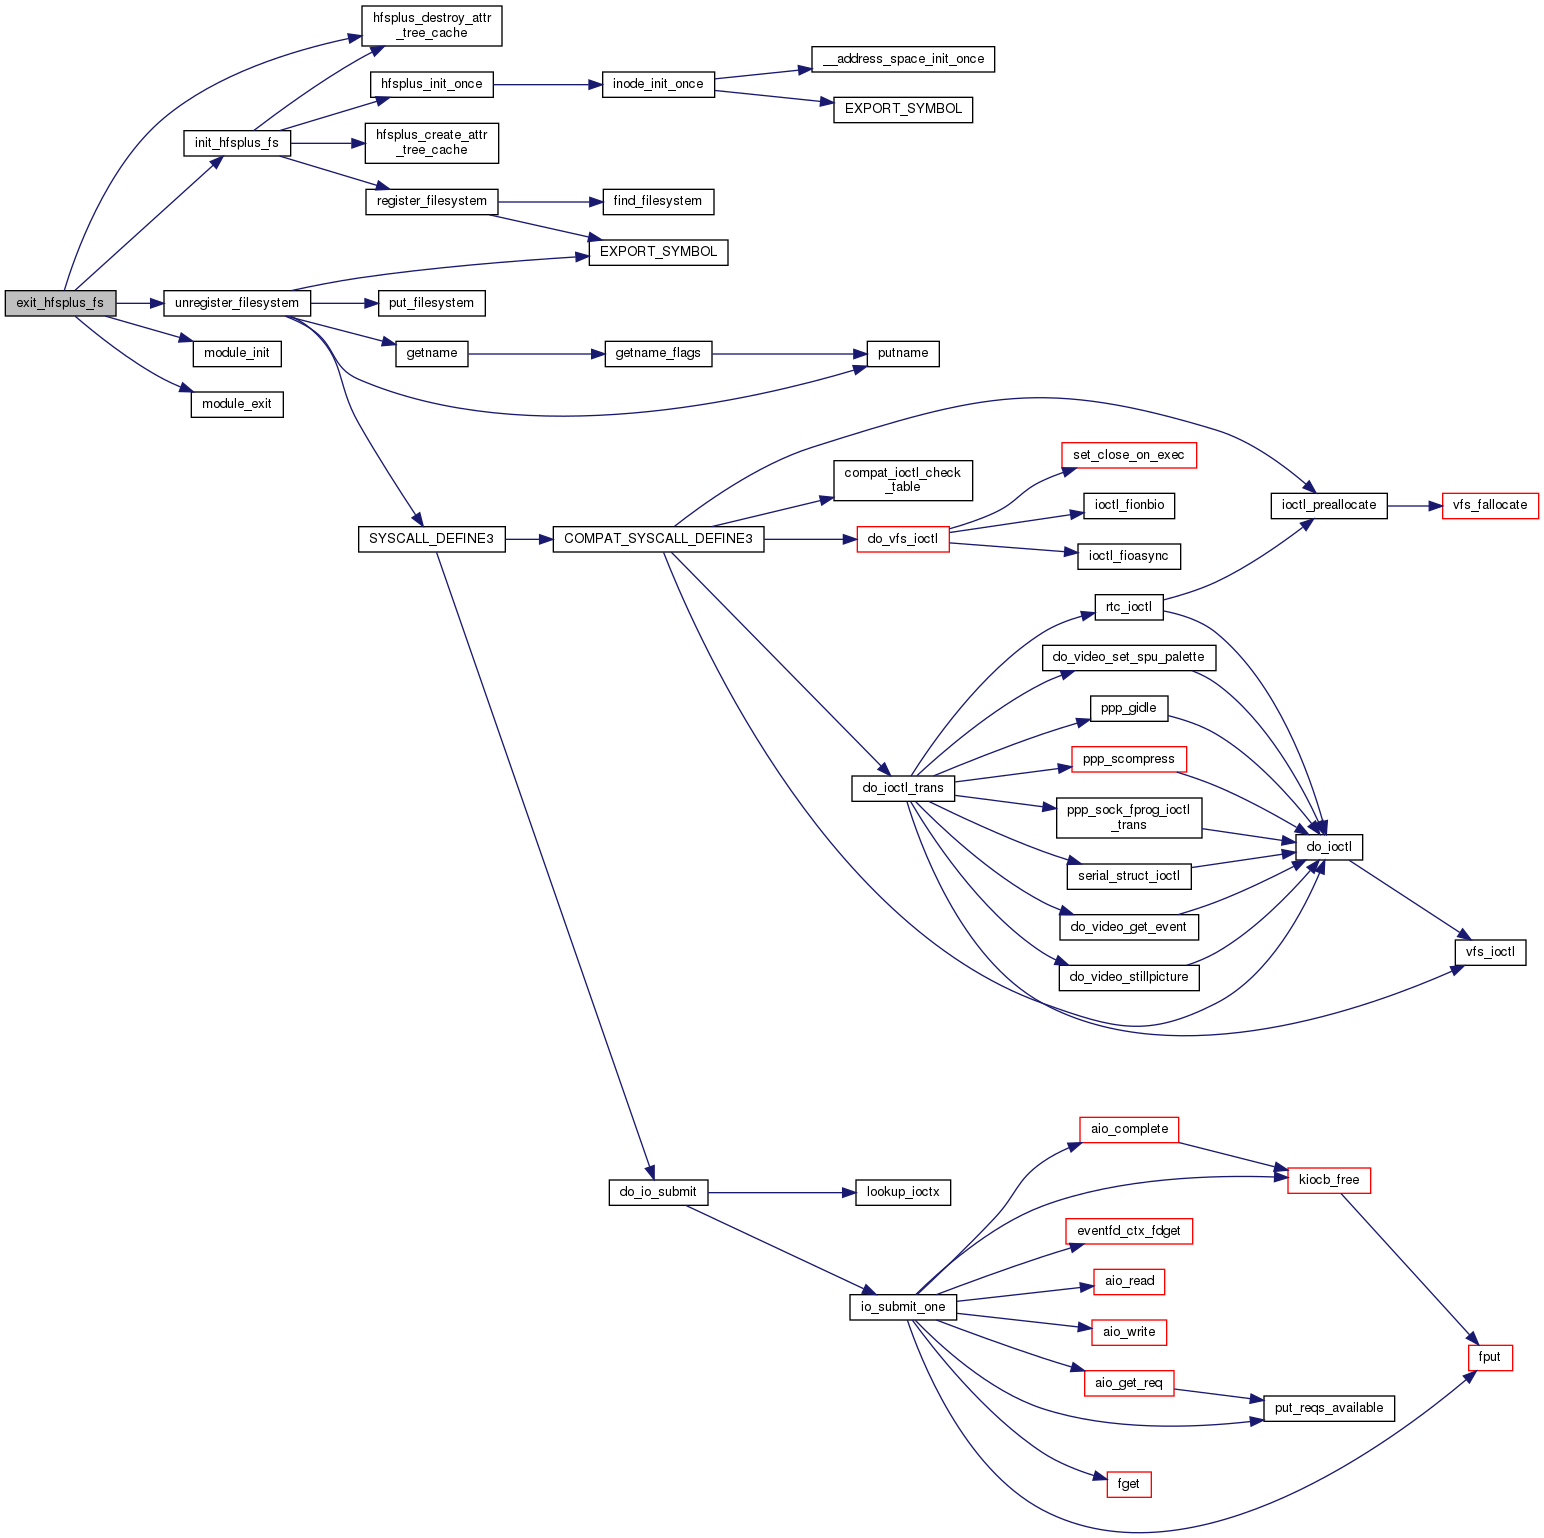 hfsplus_destroy_attr
_tree_cache
__address_space_init_once
hfsplus_init_once
inode_init_once
EXPORT_SYMBOL
init_hfsplus_fs
hfsplus_create_attr
_tree_cache
register_filesystem
find_filesystem
EXPORT_SYMBOL
exit_hfsplus_fs
unregister_filesystem
put_filesystem
module_init
getname
getname_flags
putname
module_exit
set_close_on_exec
compat_ioctl_check
_table
ioctl_fionbio
ioctl_preallocate
vfs_fallocate
SYSCALL_DEFINE3
COMPAT_SYSCALL_DEFINE3
do_vfs_ioctl
ioctl_fioasync
rtc_ioctl
do_video_set_spu_palette
ppp_gidle
ppp_scompress
do_ioctl_trans
ppp_sock_fprog_ioctl
_trans
do_ioctl
serial_struct_ioctl
do_video_get_event
vfs_ioctl
do_video_stillpicture
aio_complete
kiocb_free
do_io_submit
lookup_ioctx
eventfd_ctx_fdget
aio_read
io_submit_one
aio_write
fput
aio_get_req
put_reqs_available
fget